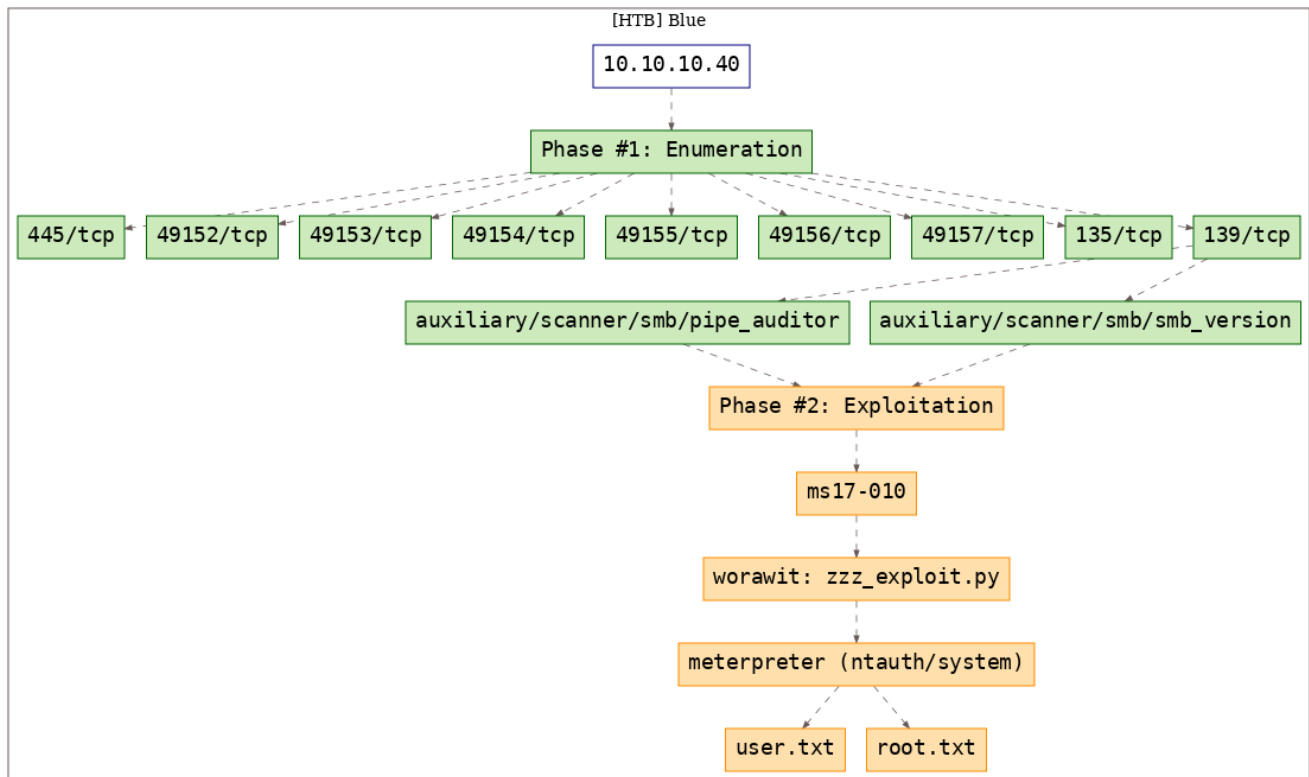 [HTB] Blue
10.10.10.40
Phase #1: Enumeration
445/tcp
49152/tcp
49153/tcp
49154/tcp
49155/tcp
49156/tcp
49157/tcp
135/tcp
139/tcp
auxiliary/scanner/smb/pipe_auditor
auxiliary/scanner/smb/smb_version
Phase #2: Exploitation
ms17-010
worawit: zzz_exploit.py
meterpreter (ntauth/system)
user.txt
root.txt